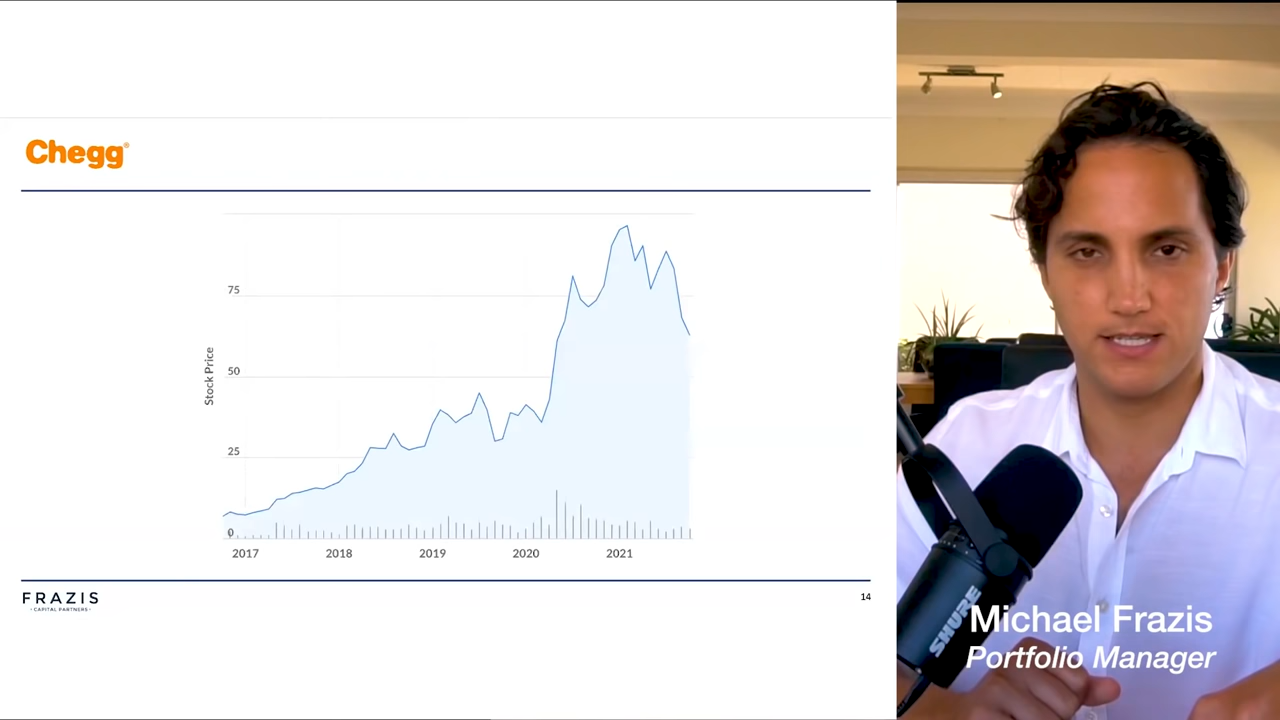 Chegg®
75
50
25
0
Stock Price
2017 2018 2019 2020 2021
FRAZIS
· CAPITAL PARTNERS ·
14
SHURE
Michael Frazis
Portfolio Manager